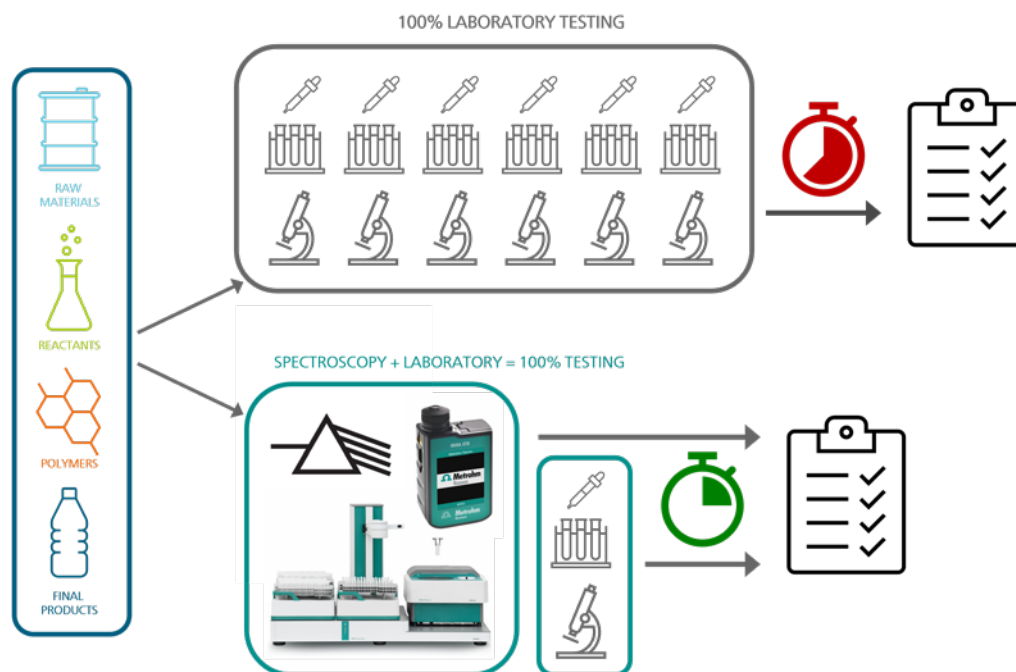 100% LABORATORY TESTING
RAW
MATERIALS
REACTANTS
POLYMERS
FINAL
PRODUCTS
SPECTROSCOPY + LABORATORY = 100% TESTING
Metrohm
Metrohm